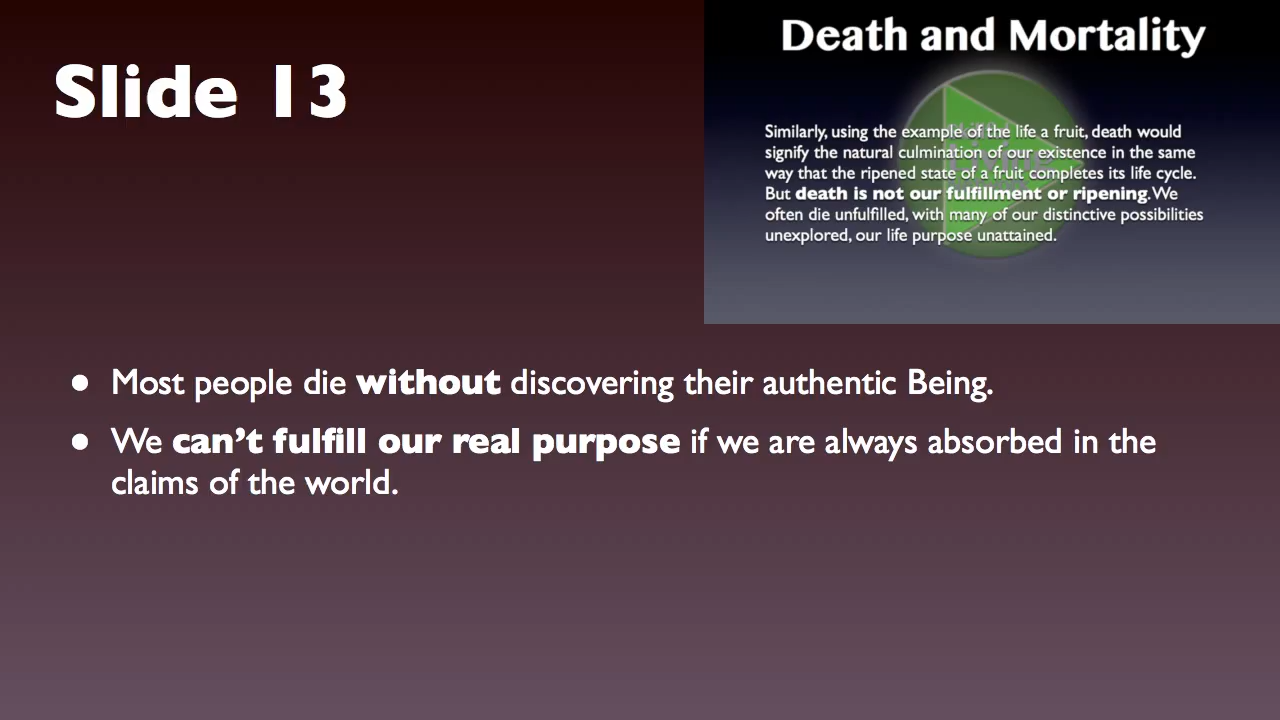 Slide 13
Death and Mortality
Similarly, using the example of the life a fruit, death would
signify the natural culmination of our existence in the same
way that the ripened state of a fruit completes its life cycle.
But death is not our fulfillment or ripening. We
often die unfulfilled, with many of our distinctive possibilities
unexplored, our life purpose unattained.
● Most people die without discovering their authentic Being.
● We can't fulfill our real purpose if we are always absorbed in the
claims of the world.